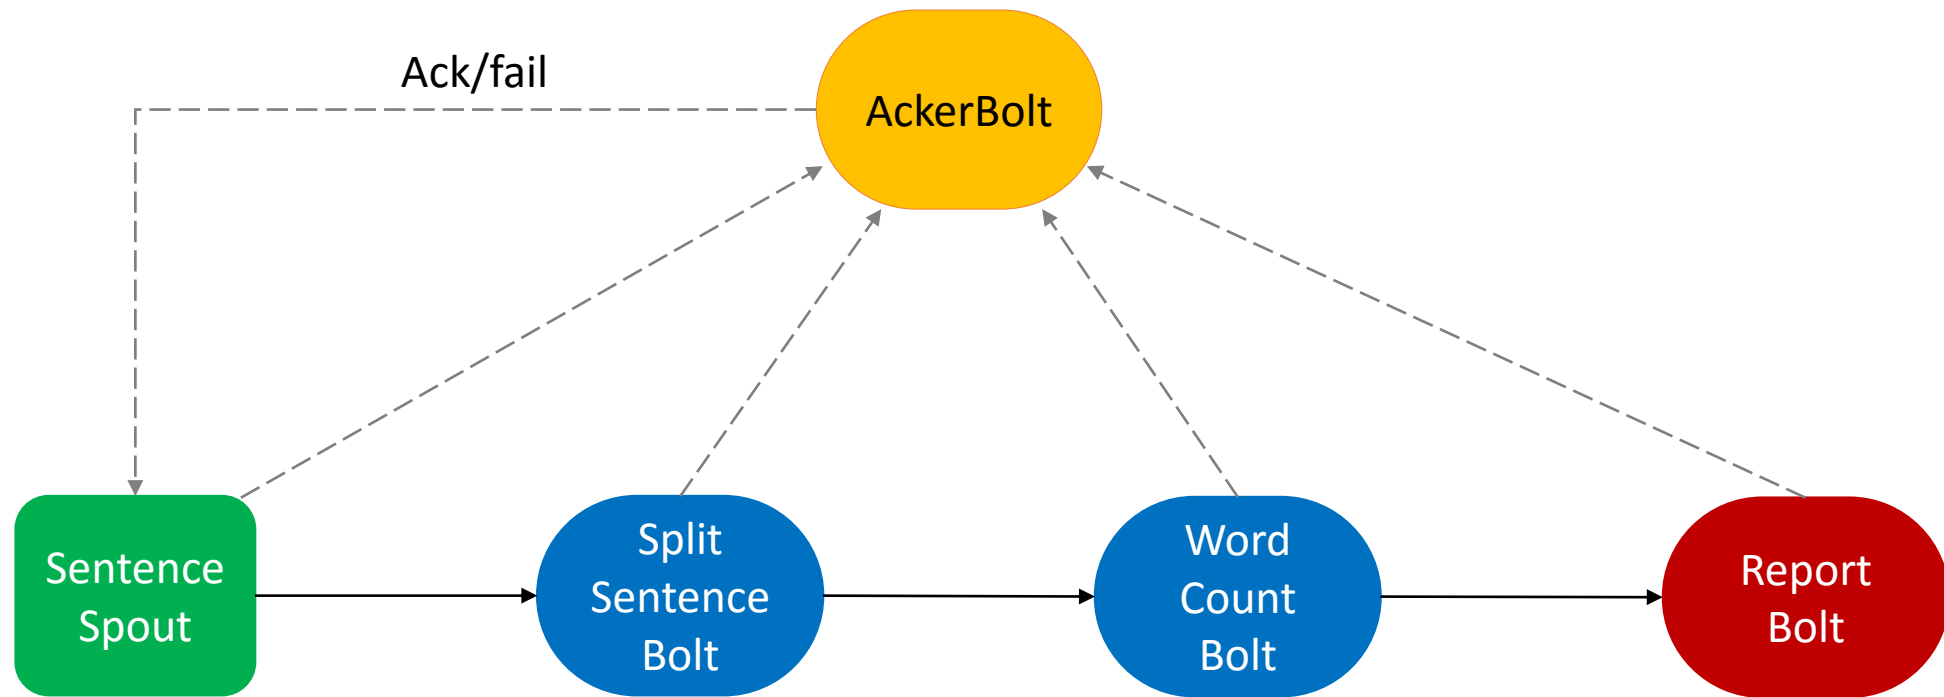 Ack/fail
AckerBolt
Sentence
Spout
Split
Sentence
Bolt
Word
Count
Bolt
Report
Bolt